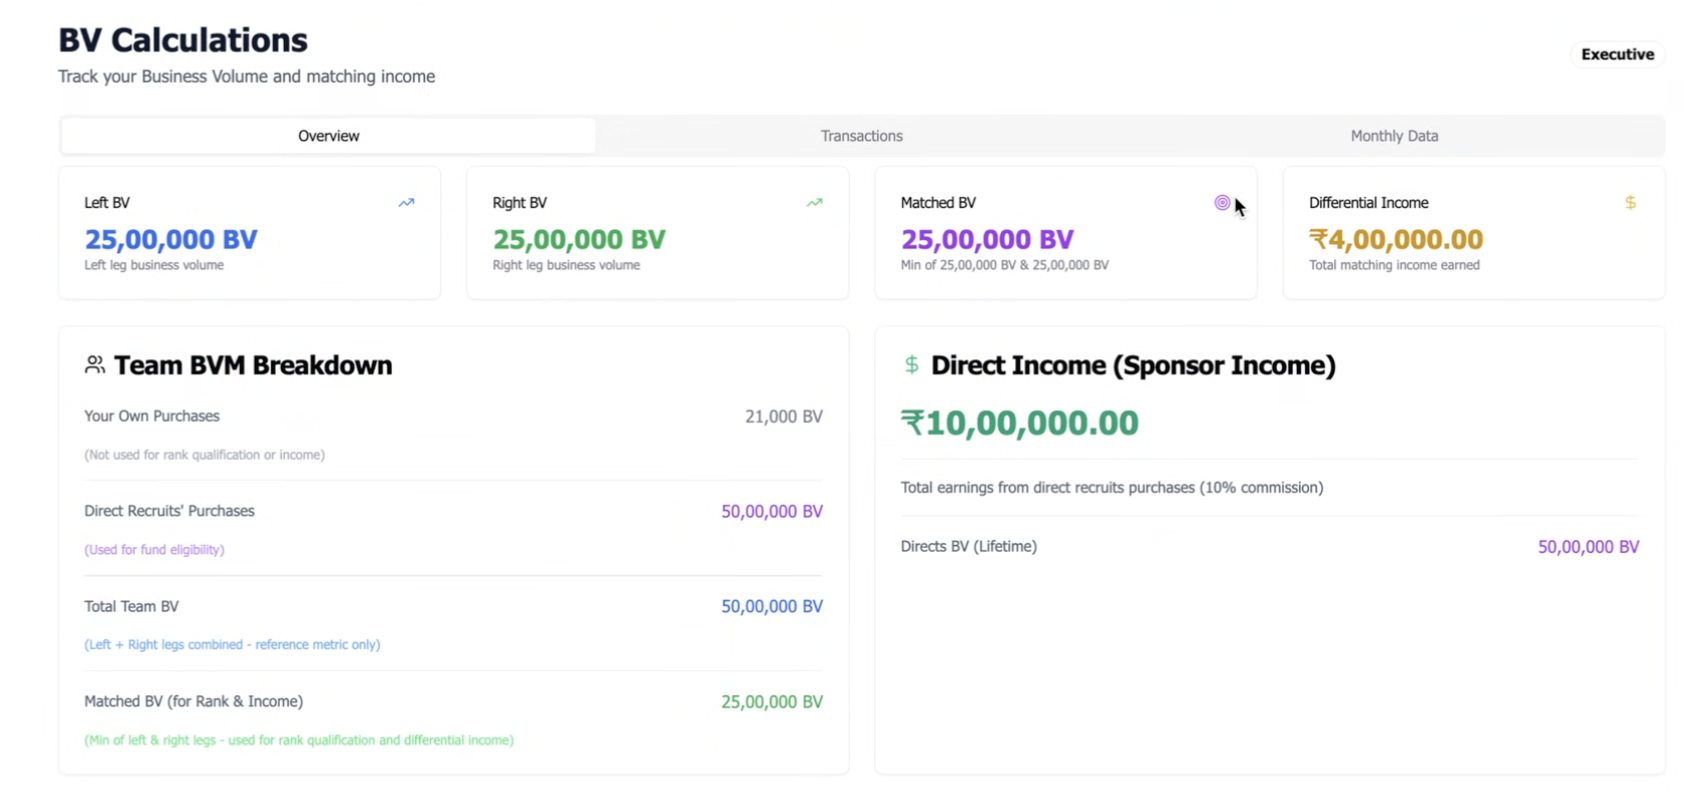 BV Calculations
Track your Business Volume and matching income
Executive
Overview
Transactions
Monthly Data
Left BV
25,00,000 BV
Left leg business volume
Right BV
25,00,000 BV
Right leg business volume
Matched BV
25,00,000 BV
Min of 25,00,000 BV & 25,00,000 BV
Differential Income
₹4,00,000.00
Total matching income earned
Team BVM Breakdown
Your Own Purchases 21,000 BV
(Not used for rank qualification or income)
Direct Recruits' Purchases 50,00,000 BV
(Used for fund eligibility)
Total Team BV 50,00,000 BV
(Left + Right legs combined - reference metric only)
Matched BV (for Rank & Income) 25,00,000 BV
(Min of left & right legs - used for rank qualification and differential income)
Direct Income (Sponsor Income)
₹10,00,000.00
Total earnings from direct recruits purchases (10% commission)
Directs BV (Lifetime) 50,00,000 BV